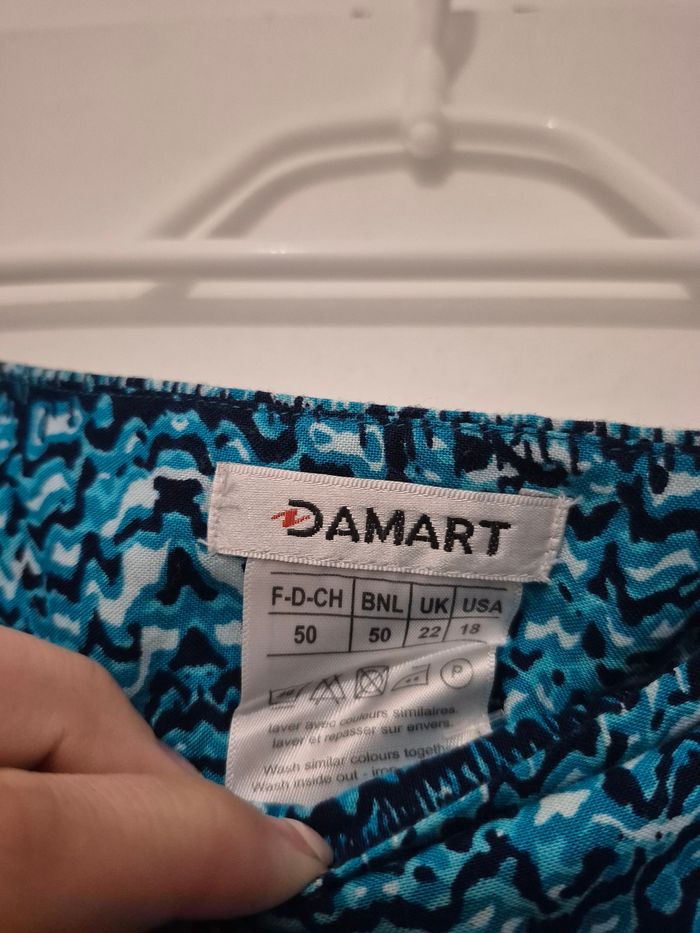 DAMART
F-D-CH BNL UK USA
50 50 22 18
P
laver avec couleurs similaires.
laver et repasser sur envers.
Wash similar colours
Wash inside out -